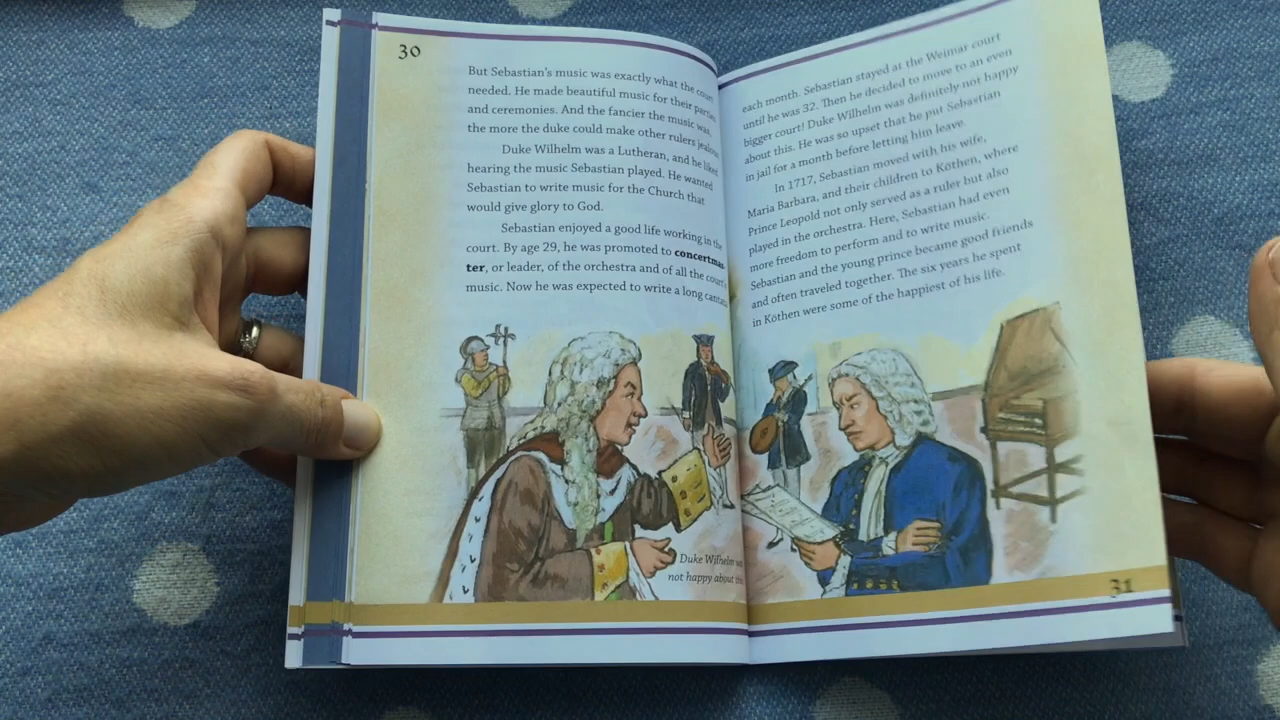 30
But Sebastian's music was exactly what the court
needed. He made beautiful music for their parties
and ceremonies. And the fancier the music was,
the more the duke could make other rulers jealous
Duke Wilhelm was a Lutheran, and he liked
hearing the music Sebastian played. He wanted
Sebastian to write music for the Church that
would give glory to God.
Sebastian enjoyed a good life working in the
court. By age 29, he was promoted to concertmas-
ter, or leader, of the orchestra and of all the court's
music. Now he was expected to write a long cantata
Duke Wilhelm was
not happy about this
each month. Sebastian stayed at the Weimar court
until he was 32. Then he decided to move to an even
bigger court! Duke Wilhelm was definitely not happy
about this. He was so upset that he put Sebastian
in jail for a month before letting him leave.
In 1717, Sebastian moved with his wife,
Maria Barbara, and their children to Köthen, where
Prince Leopold not only served as a ruler but also
played in the orchestra. Here, Sebastian had even
more freedom to perform and to write music.
Sebastian and the young prince became good friends
and often traveled together. The six years he spent
in Köthen were some of the happiest of his life.
31